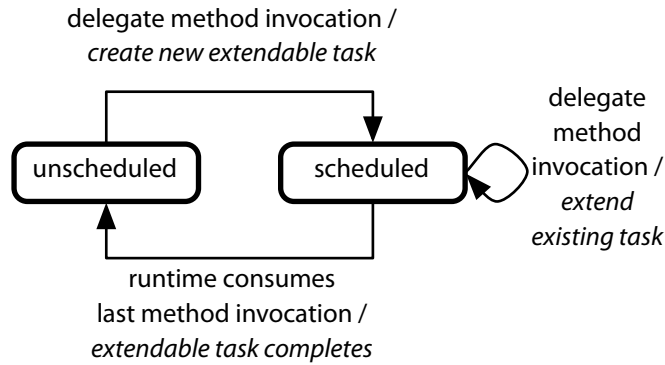 delegate method invocation /
create new extendable task
unscheduled
scheduled
delegate
method
invocation /
extend
existing task
runtime consumes
last method invocation /
extendable task completes